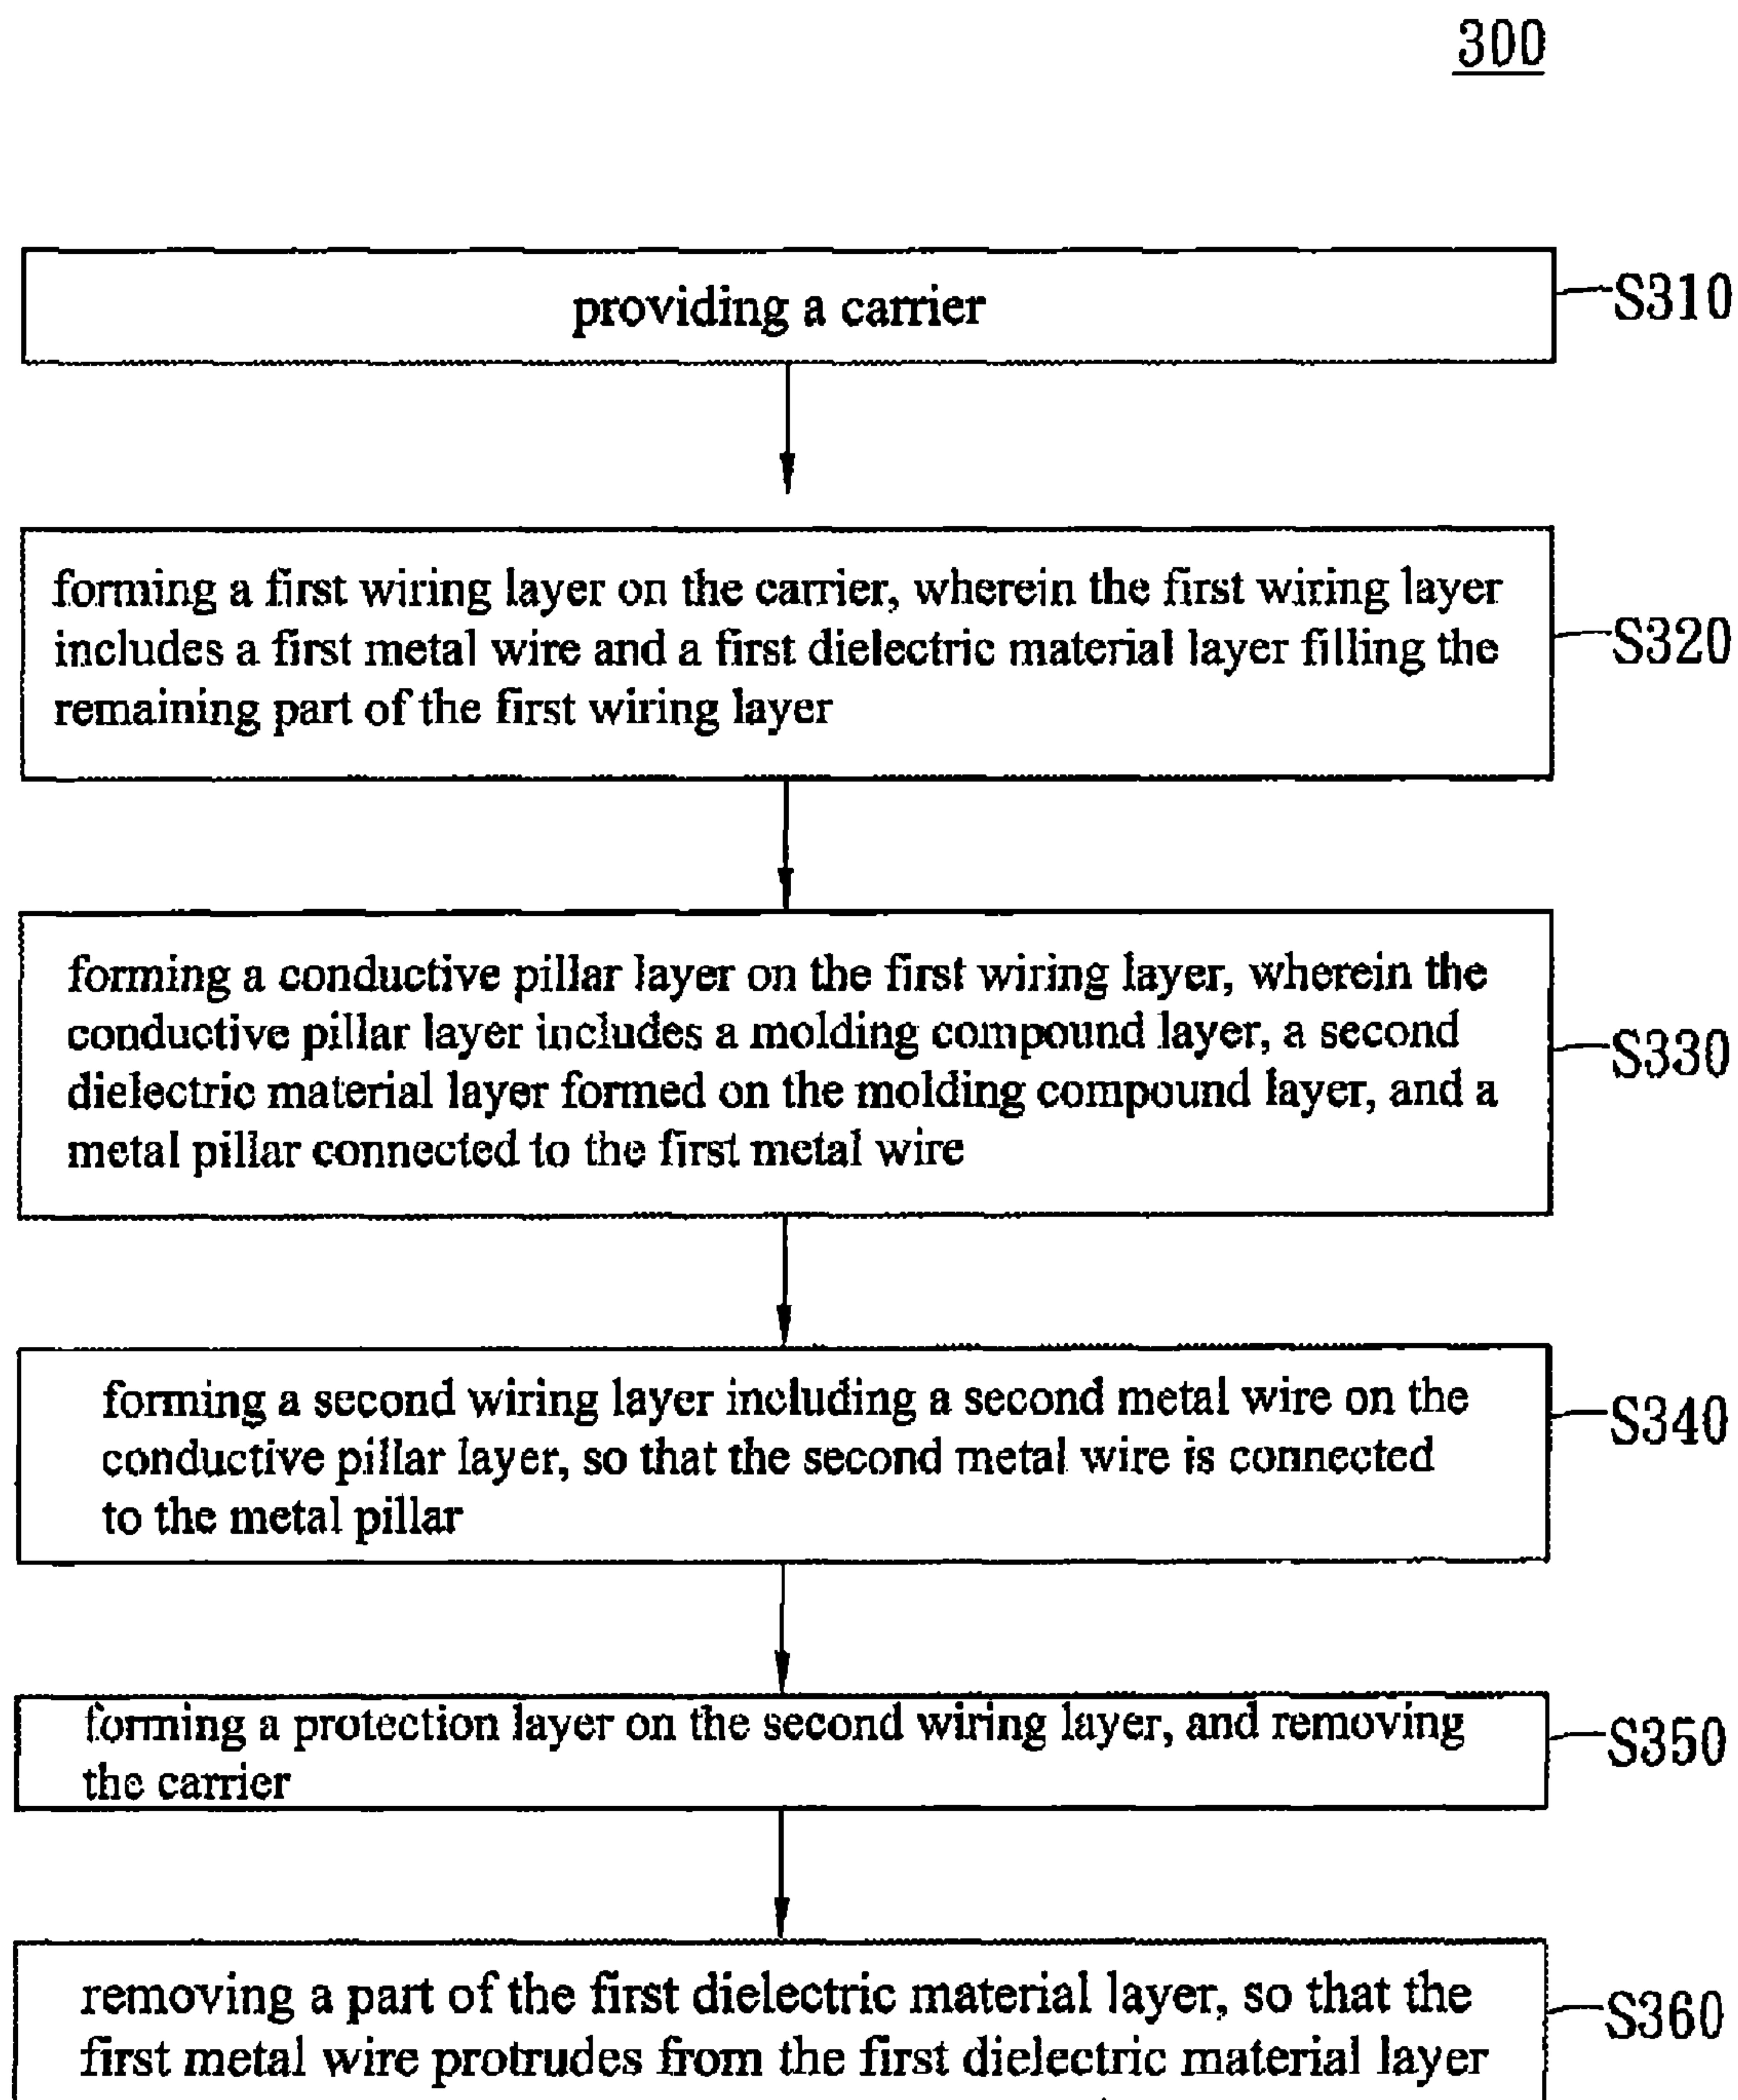 300
providing a carrier
S310
forming a first wiring layer on the carrier, wherein the first wiring layer
includes a first metal wire and a first dielectric material layer filling the
remaining part of the first wiring layer
S320
forming a conductive pillar layer on the first wiring layer, wherein the
conductive pillar layer includes a molding compound layer, a second
dielectric material layer formed on the molding compound layer, and a
metal pillar connected to the first metal wire
S330
forming a second wiring layer including a second metal wire on the
conductive pillar layer, so that the second metal wire is connected
to the metal pillar
S340
forming a protection layer on the second wiring layer, and removing
the carrier
S350
removing a part of the first dielectric material layer, so that the
first metal wire protrudes from the first dielectric material layer
S360